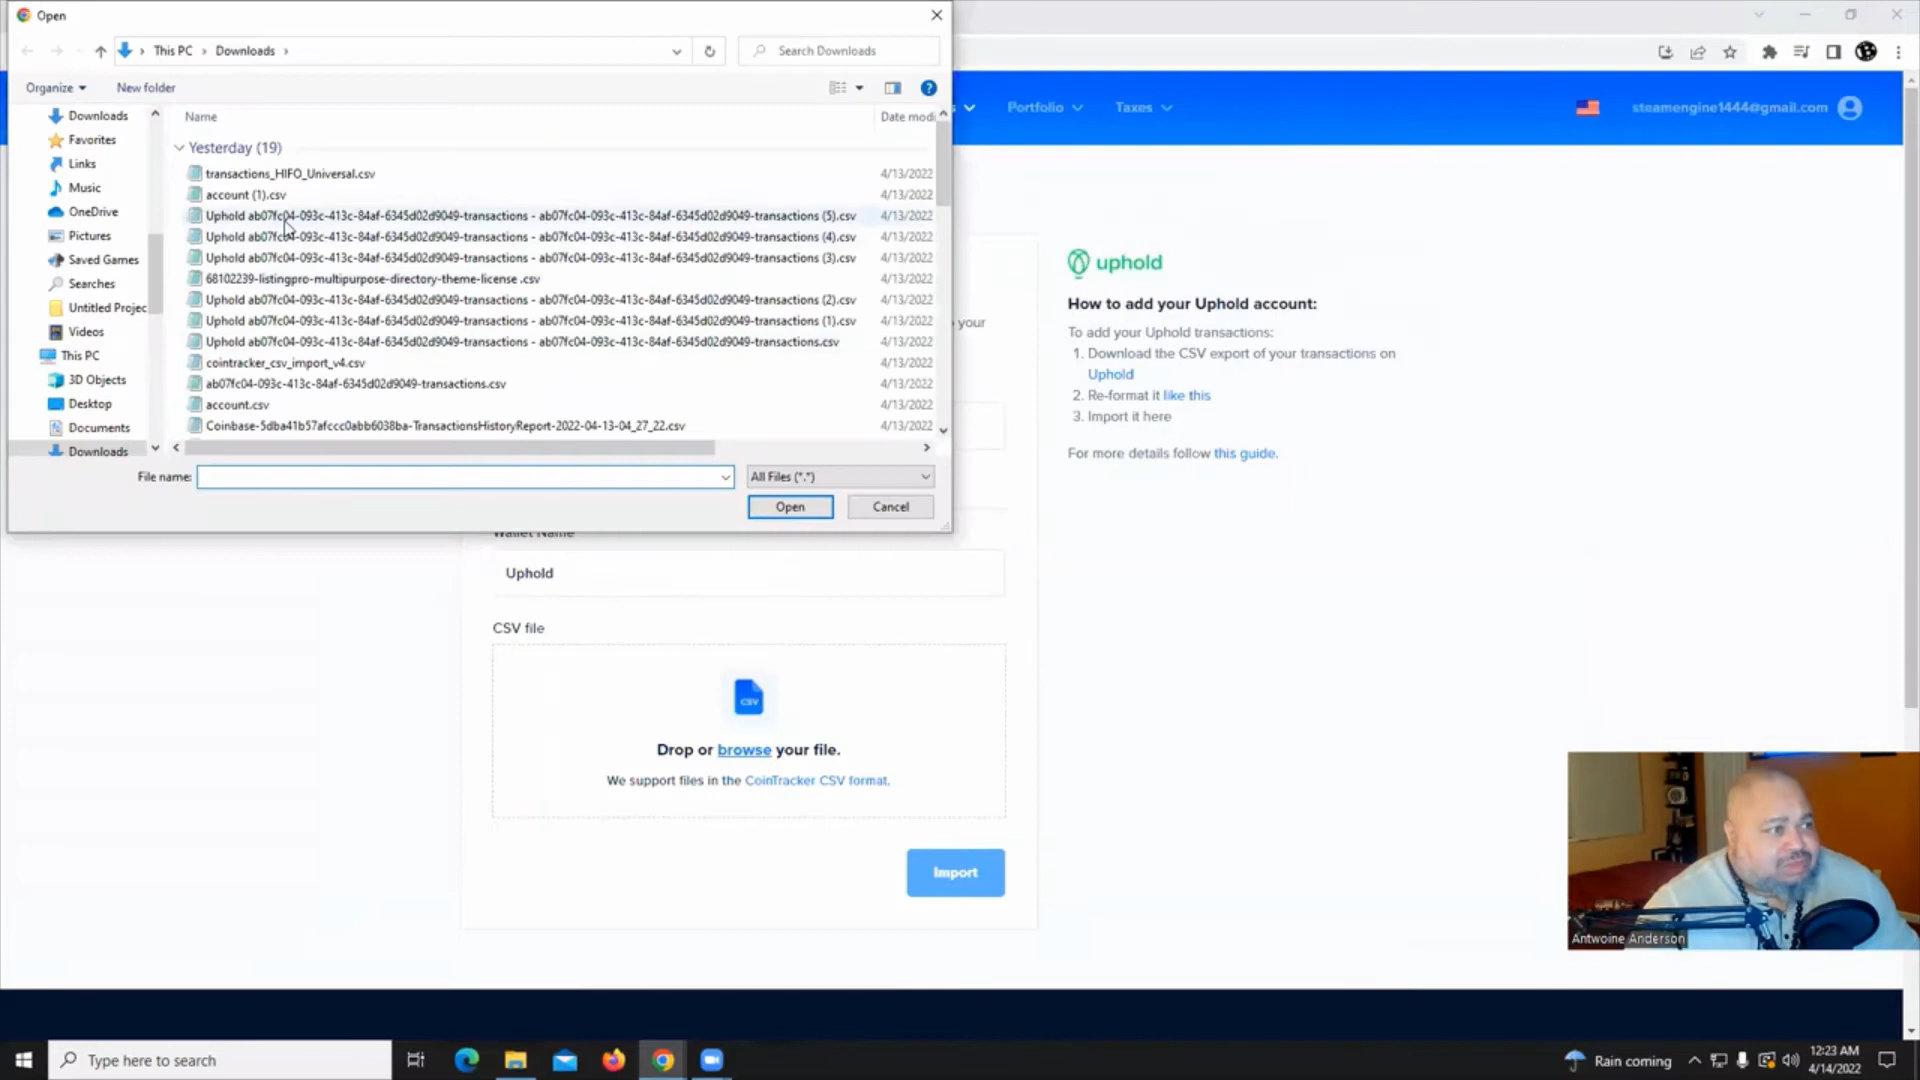 Open
This PC > Downloads >
Search Downloads
Organize
New folder
Downloads
Favorites
Links
Music
OneDrive
Pictures
Saved Games
Searches
Untitled Projec
Videos
This PC
3D Objects
Desktop
Documents
Downloads
Name
Date modi
Yesterday (19)
transactions_HIFO_Universal.csv 4/13/2022
account (1).csv 4/13/2022
Uphold ab07fc04-093c-413c-84af-6345d02d9049-transactions - ab07fc04-093c-413c-84af-6345d02d9049-transactions (5).csv 4/13/2022
Uphold ab07fc04-093c-413c-84af-6345d02d9049-transactions - ab07fc04-093c-413c-84af-6345d02d9049-transactions (4).csv 4/13/2022
Uphold ab07fc04-093c-413c-84af-6345d02d9049-transactions - ab07fc04-093c-413c-84af-6345d02d9049-transactions (3).csv 4/13/2022
68102239-listingpro-multipurpose-directory-theme-license .csv 4/13/2022
Uphold ab07fc04-093c-413c-84af-6345d02d9049-transactions - ab07fc04-093c-413c-84af-6345d02d9049-transactions (2).csv 4/13/2022
Uphold ab07fc04-093c-413c-84af-6345d02d9049-transactions - ab07fc04-093c-413c-84af-6345d02d9049-transactions (1).csv 4/13/2022
Uphold ab07fc04-093c-413c-84af-6345d02d9049-transactions - ab07fc04-093c-413c-84af-6345d02d9049-transactions.csv 4/13/2022
cointracker_csv_import_v4.csv 4/13/2022
ab07fc04-093c-413c-84af-6345d02d9049-transactions.csv 4/13/2022
account.csv 4/13/2022
Coinbase-5dba41b57afccc0abb6038ba-TransactionsHistoryReport-2022-04-13-04_27_22.csv 4/13/2022
File name:
All Files (*.*)
Open
Cancel
Portfolio
Taxes
steamengine1444@gmail.com
your
uphold
How to add your Uphold account:
To add your Uphold transactions:
1. Download the CSV export of your transactions on
Uphold
2. Re-format it like this
3. Import it here
For more details follow this guide.
Wallet Name
Uphold
CSV file
CSV
Drop or browse your file.
We support files in the CoinTracker CSV format.
Import
Antwoine Anderson
Type here to search
Rain coming
12:23 AM
4/14/2022